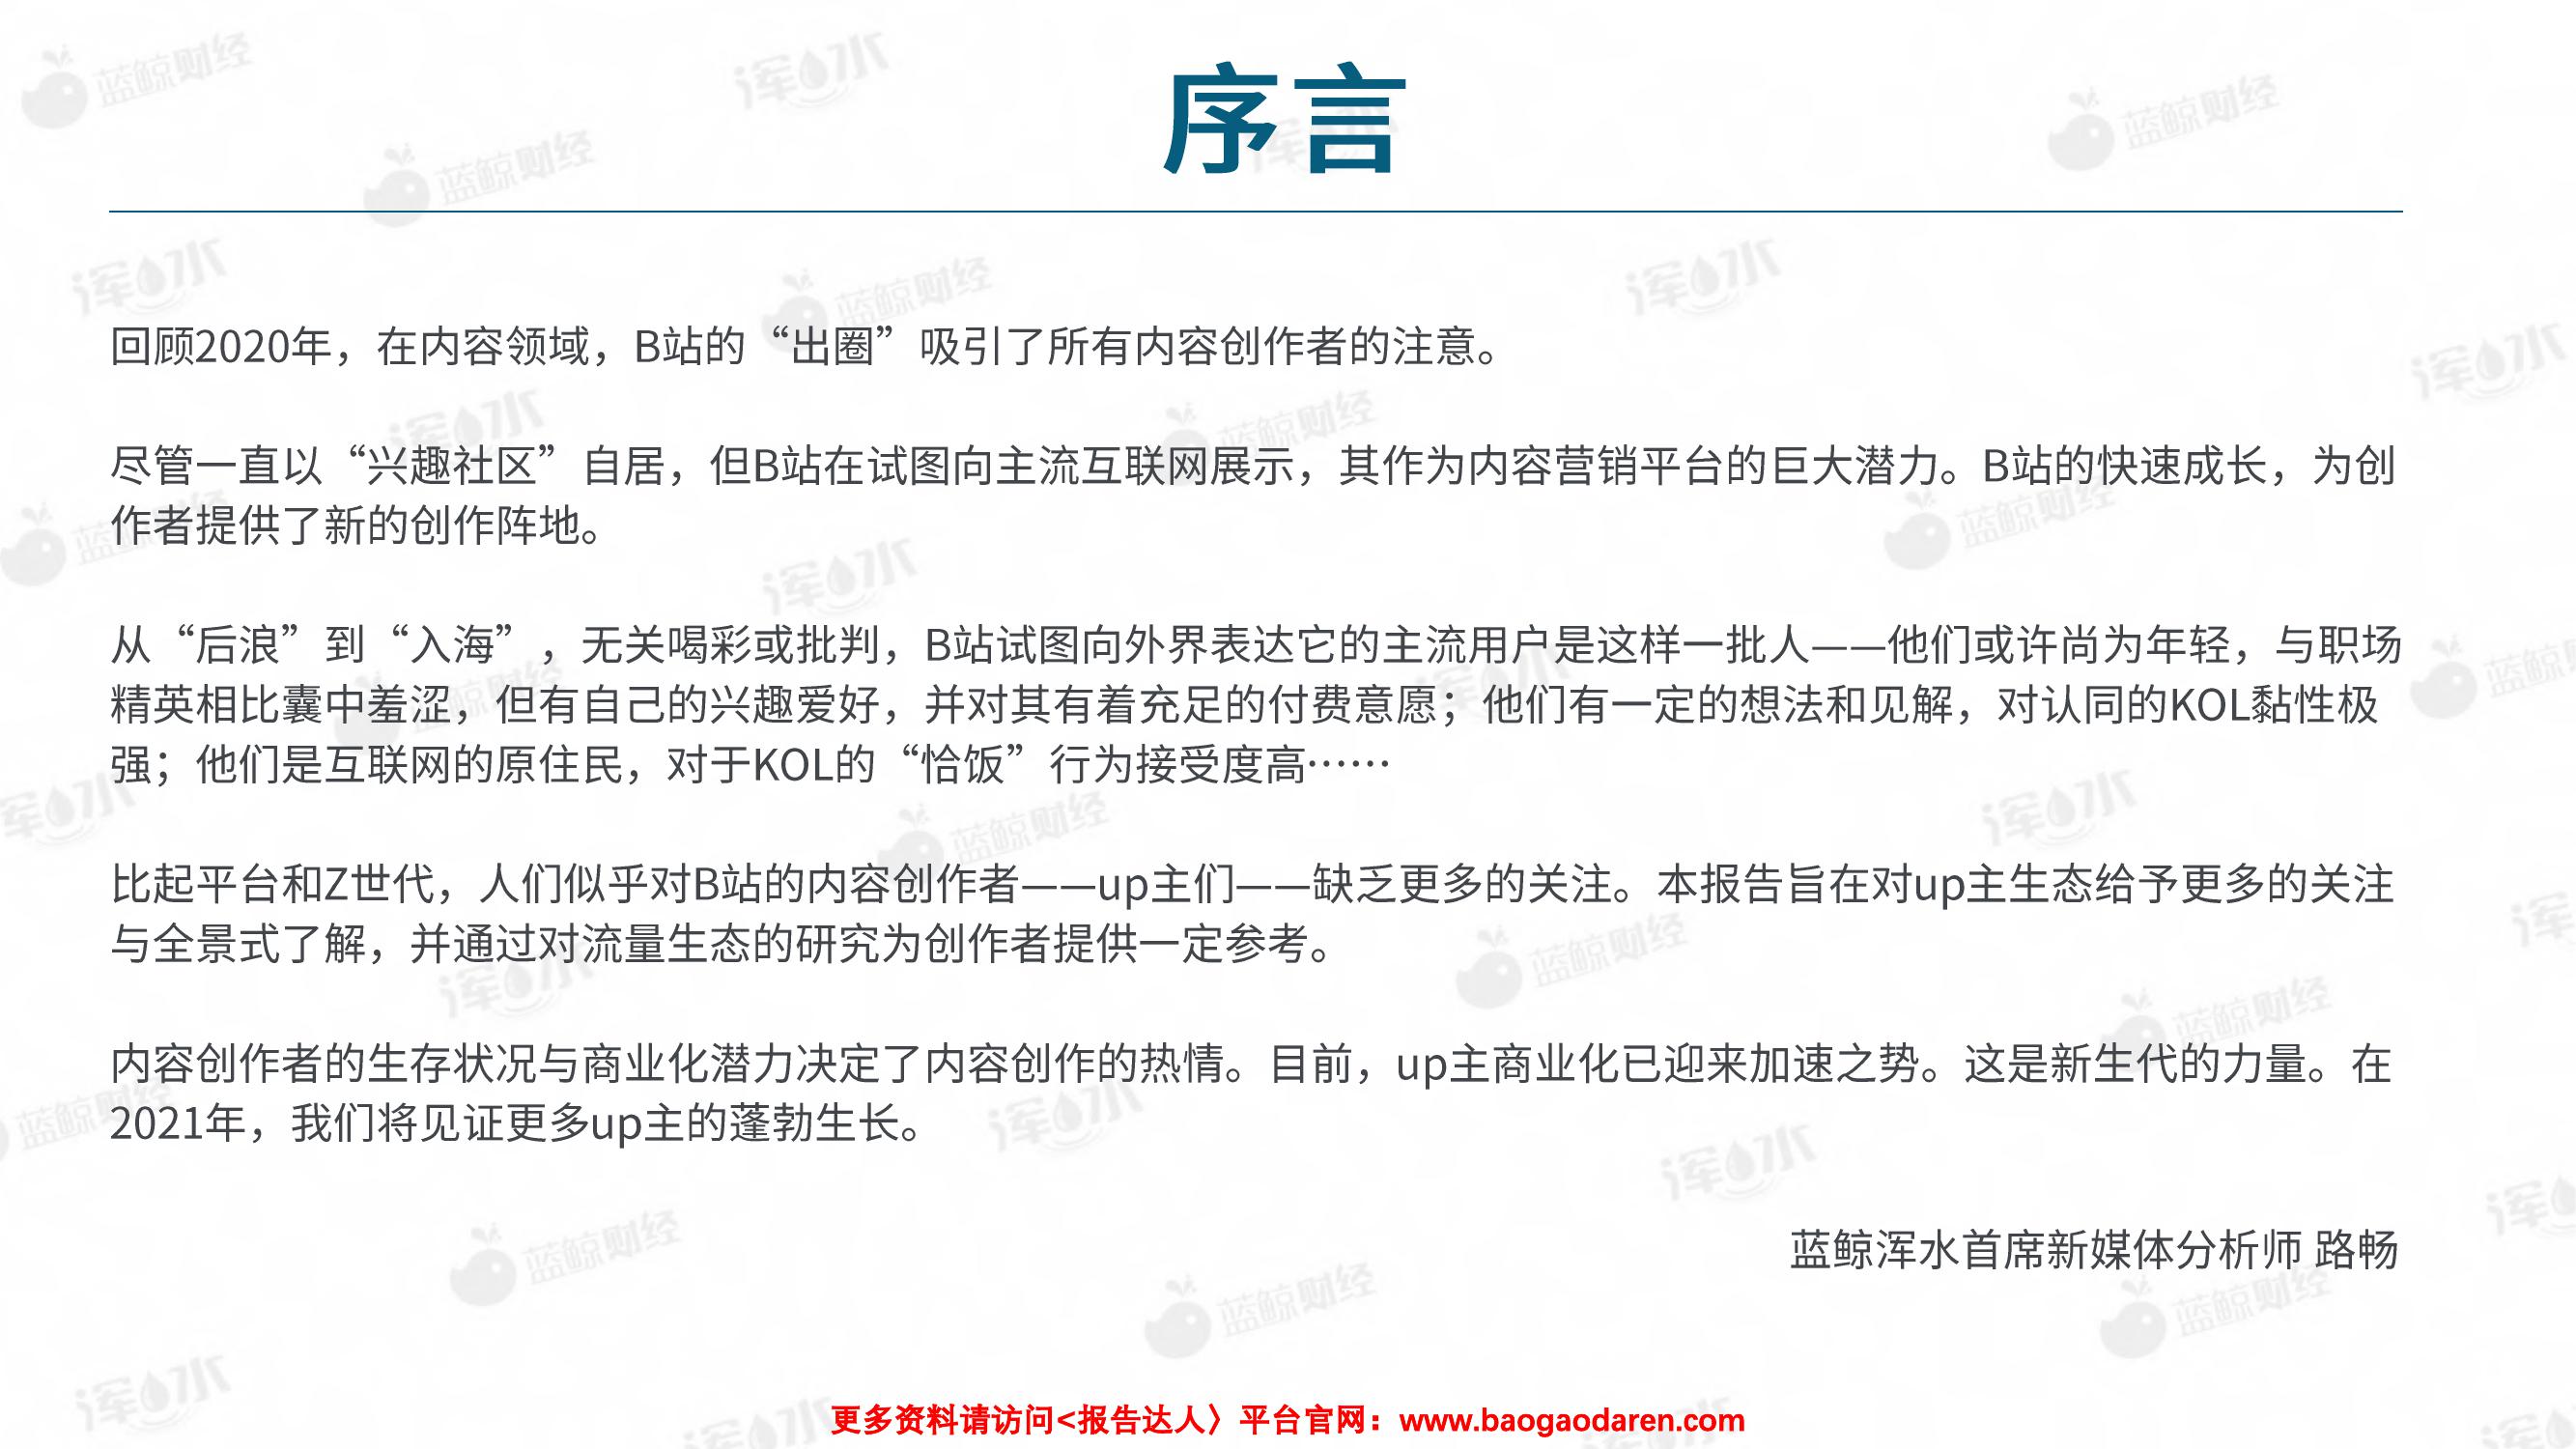 序言
回顾2020年，在内容领域，B站的“出圈”吸引了所有内容创作者的注意。
尽管一直以“兴趣社区”自居，但B站在试图向主流互联网展示，其作为内容营销平台的巨大潜力。B站的快速成长，为创
作者提供了新的创作阵地。
从“后浪”到“入海”，无关喝彩或批判，B站试图向外界表达它的主流用户是这样一批人——他们或许尚为年轻，与职场
精英相比囊中羞涩，但有自己的兴趣爱好，并对其有着充足的付费意愿；他们有一定的想法和见解，对认同的KOL黏性极
强；他们是互联网的原住民，对于KOL的“恰饭”行为接受度高……
比起平台和Z世代，人们似乎对B站的内容创作者——up主们——缺乏更多的关注。本报告旨在对up主生态给予更多的关注
与全景式了解，并通过对流量生态的研究为创作者提供一定参考。
内容创作者的生存状况与商业化潜力决定了内容创作的热情。目前，up主商业化已迎来加速之势。这是新生代的力量。在
2021年，我们将见证更多up主的蓬勃生长。
蓝鲸浑水首席新媒体分析师 路畅
更多资料请访问<报告达人〉平台官网：www.baogaodaren.com